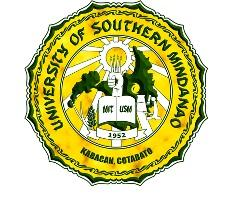 UNIVERSITY OF SOUTHERN MINDANAO
MIT USM
1952
KABACAN, COTABATO